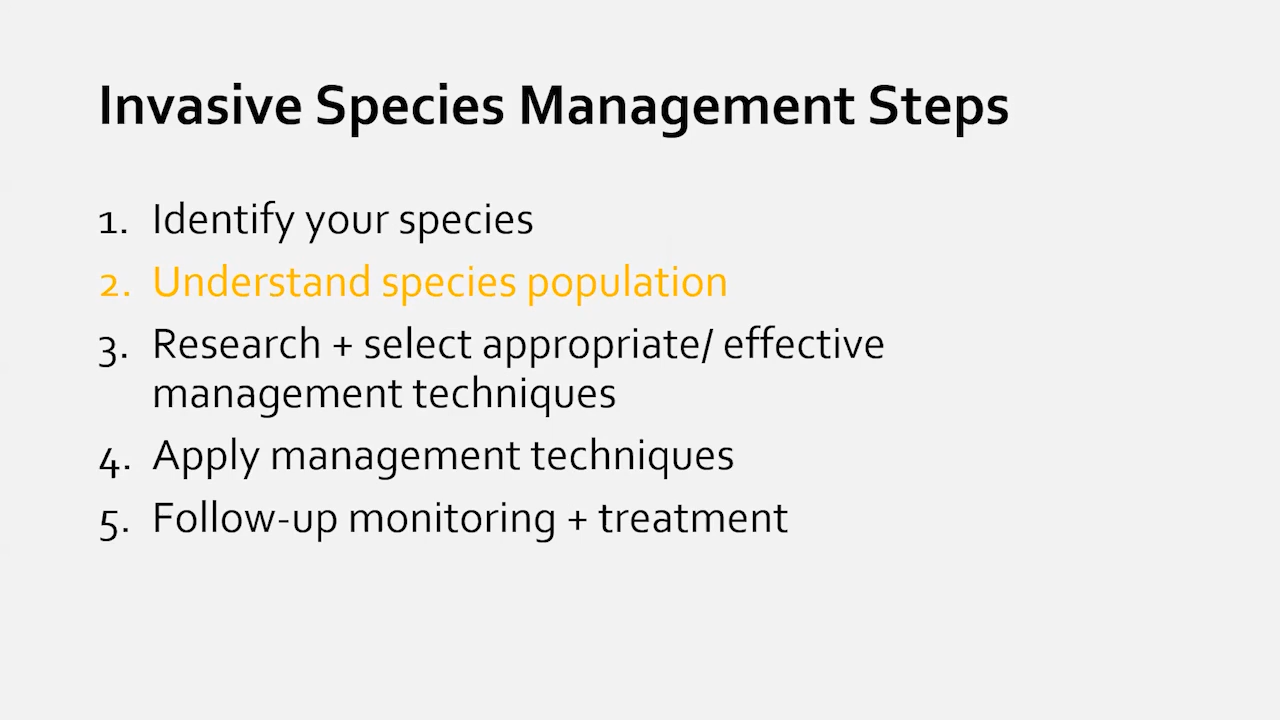 Invasive Species Management Steps
1. Identify your species
2. Understand species population
3. Research + select appropriate/ effective
management techniques
4. Apply management techniques
5. Follow-up monitoring + treatment